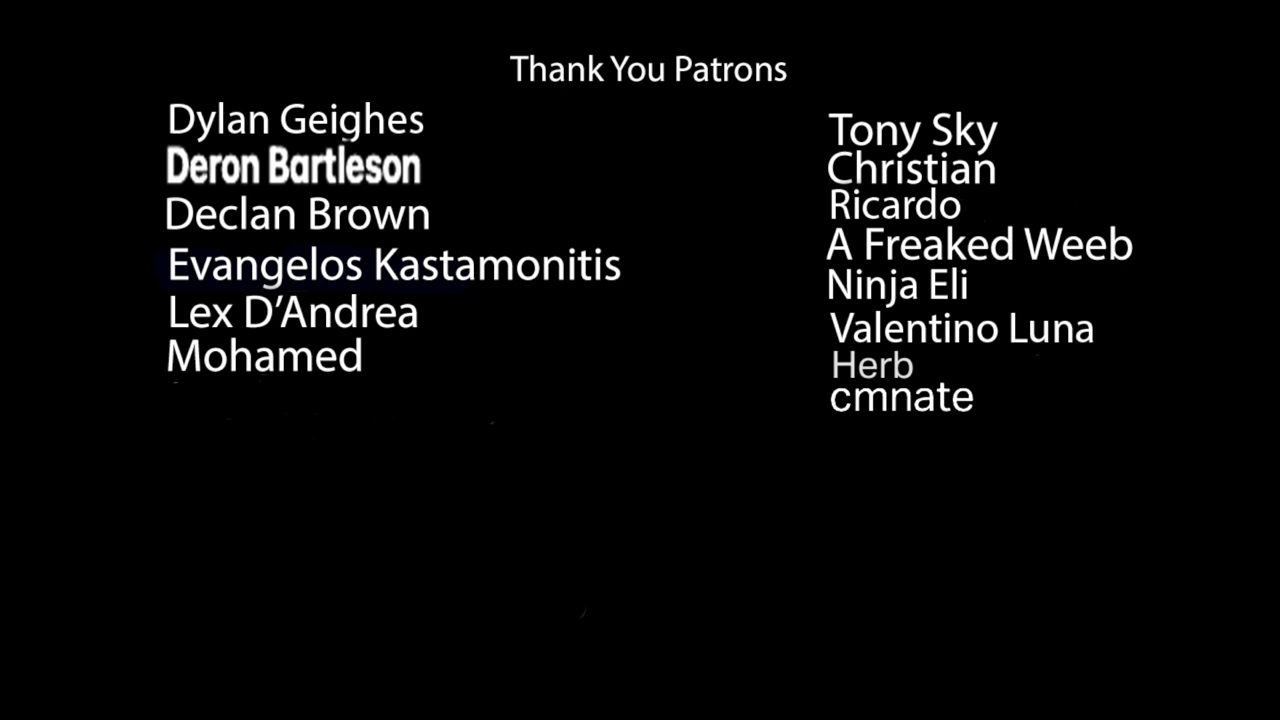 Thank You Patrons
Dylan Geighes
Deron Bartleson
Declan Brown
Evangelos Kastamonitis
Lex D’Andrea
Mohamed
Tony Sky
Christian
Ricardo
A Freaked Weeb
Ninja Eli
Valentino Luna
Herb
cmnate